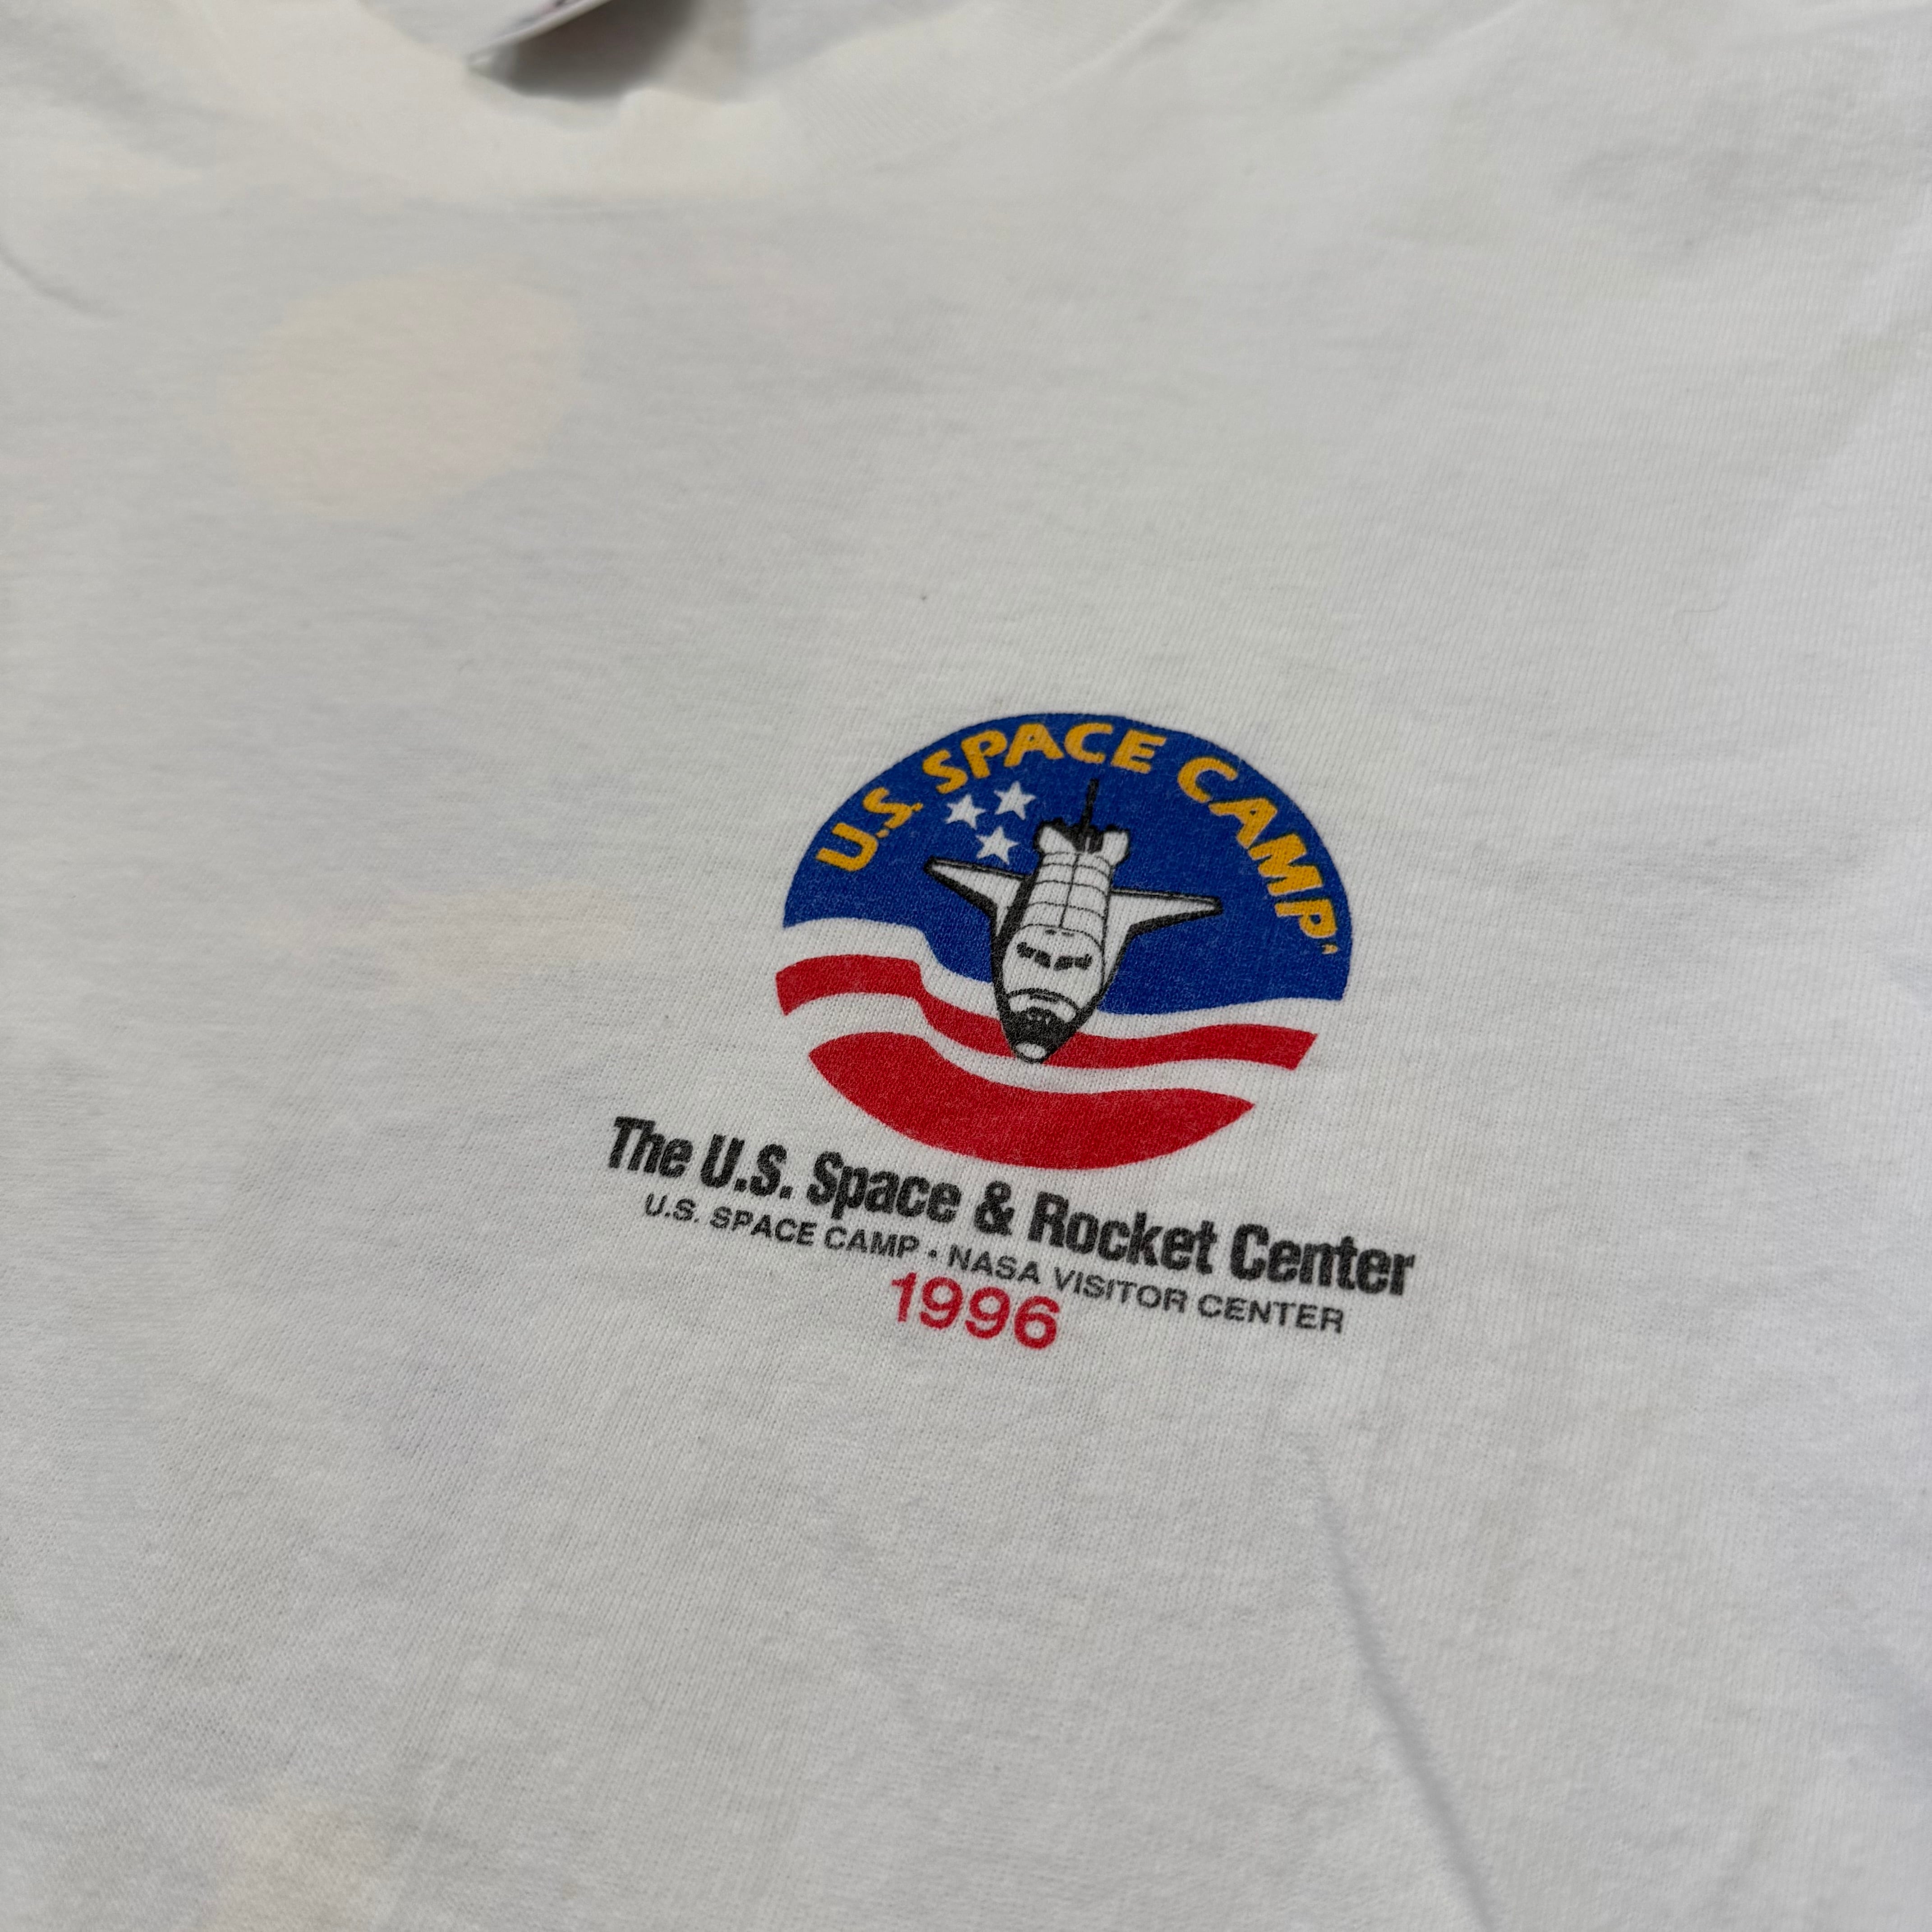 U.S. SPACE CAMP
The U.S. Space & Rocket Center
U.S. SPACE CAMP • NASA VISITOR CENTER
1996